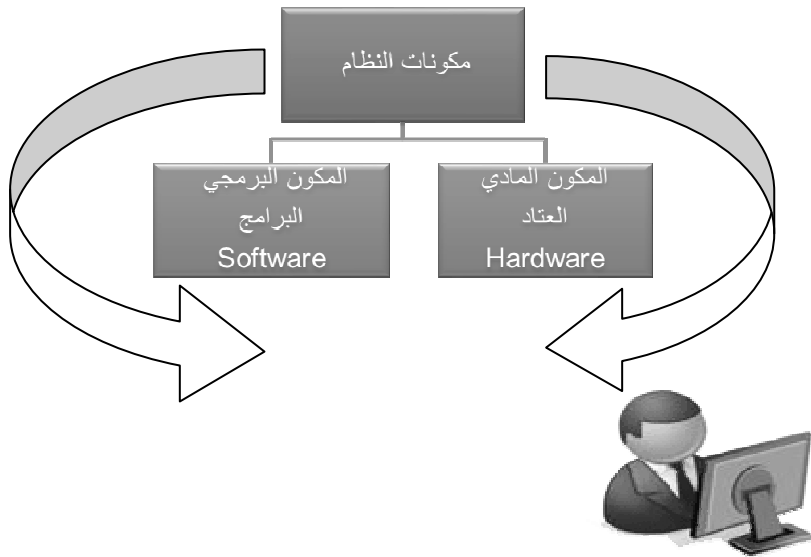 مكونات النظام
المكون المادي
العتاد
Hardware
المكون البرمجي
البرامج
Software